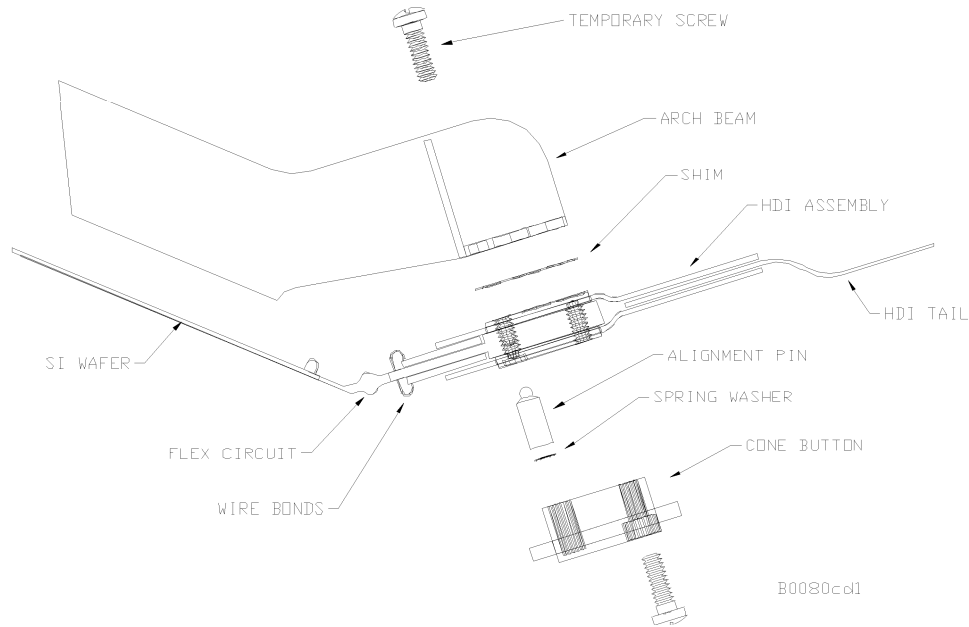 TEMPORARY SCREW
ARCH BEAM
SHIM
HDI ASSEMBLY
HDI TAIL
SI WAFER
ALIGNMENT PIN
SPRING WASHER
CONE BUTTON
FLEX CIRCUIT
WIRE BONDS
B0080cd1